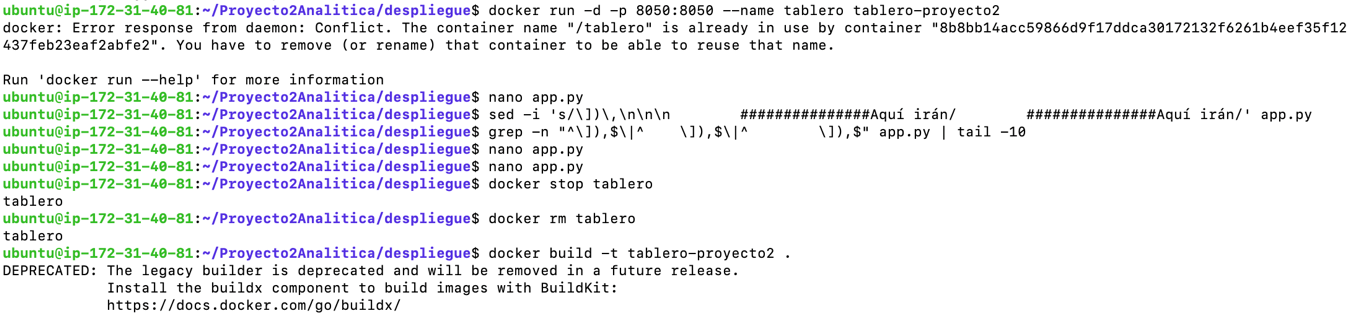 ubuntu@ip-172-31-40-81:~/Proyecto2Analitica/despliegue$ docker run -d -p 8050:8050 --name tablero tablero-proyecto2
docker: Error response from daemon: Conflict. The container name "/tablero" is already in use by container "8b8bb14acc59866d9f17ddca30172132f6261b4eef35f12
437feb23eaf2abfe2". You have to remove (or rename) that container to be able to reuse that name.
Run 'docker run --help' for more information
ubuntu@ip-172-31-40-81:~/Proyecto2Analitica/despliegue$ nano app.py
ubuntu@ip-172-31-40-81:~/Proyecto2Analitica/despliegue$ sed -i 's/\])\,\n\n\n        ###############Aquí irán/        ###############Aquí irán/' app.py
ubuntu@ip-172-31-40-81:~/Proyecto2Analitica/despliegue$ grep -n "^\]),$\|^    \]),$\|^        \]),$" app.py | tail -10
ubuntu@ip-172-31-40-81:~/Proyecto2Analitica/despliegue$ nano app.py
ubuntu@ip-172-31-40-81:~/Proyecto2Analitica/despliegue$ nano app.py
ubuntu@ip-172-31-40-81:~/Proyecto2Analitica/despliegue$ docker stop tablero
tablero
ubuntu@ip-172-31-40-81:~/Proyecto2Analitica/despliegue$ docker rm tablero
tablero
ubuntu@ip-172-31-40-81:~/Proyecto2Analitica/despliegue$ docker build -t tablero-proyecto2 .
DEPRECATED: The legacy builder is deprecated and will be removed in a future release.
            Install the buildx component to build images with BuildKit:
            https://docs.docker.com/go/buildx/